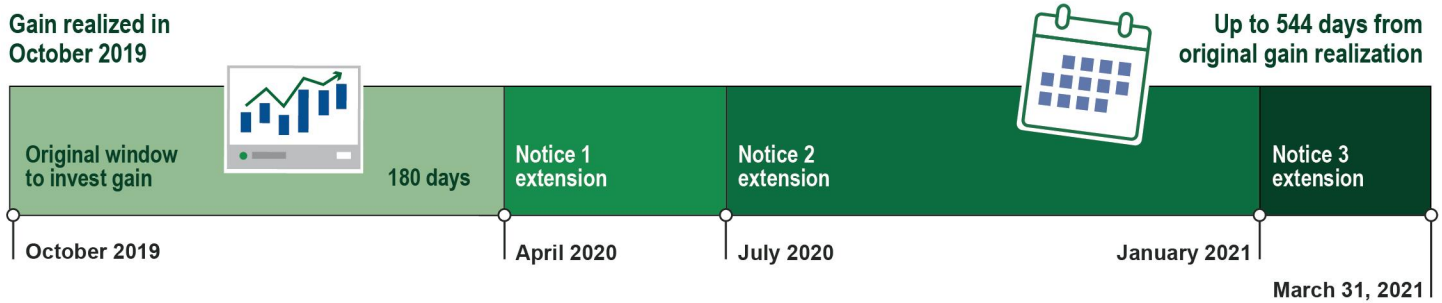 Gain realized in
October 2019
Up to 544 days from
original gain realization
Original window
to invest gain
180 days
Notice 1
extension
Notice 2
extension
Notice 3
extension
October 2019
April 2020
July 2020
January 2021
March 31, 2021